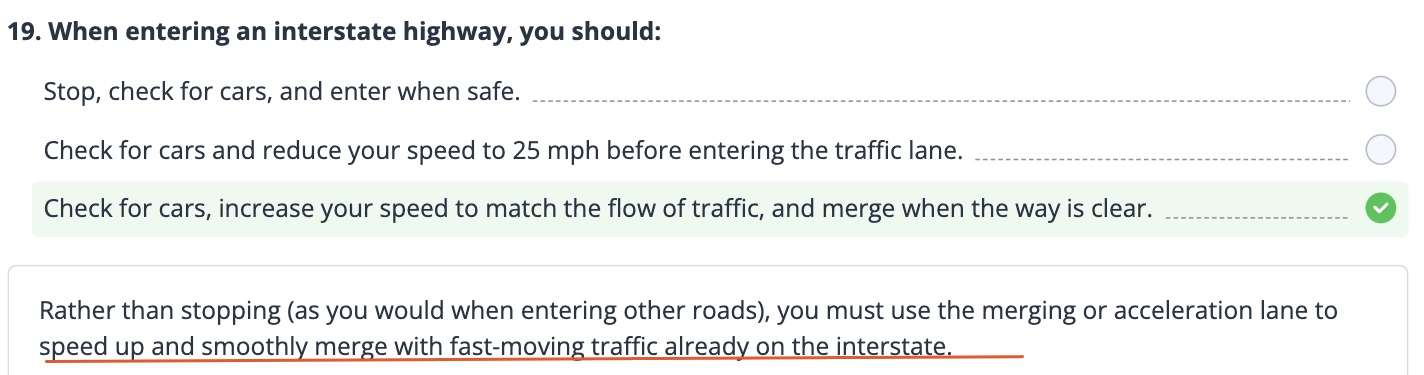 19. When entering an interstate highway, you should:
Stop, check for cars, and enter when safe.
Check for cars and reduce your speed to 25 mph before entering the traffic lane.
Check for cars, increase your speed to match the flow of traffic, and merge when the way is clear.
Rather than stopping (as you would when entering other roads), you must use the merging or acceleration lane to
speed up and smoothly merge with fast-moving traffic already on the interstate.